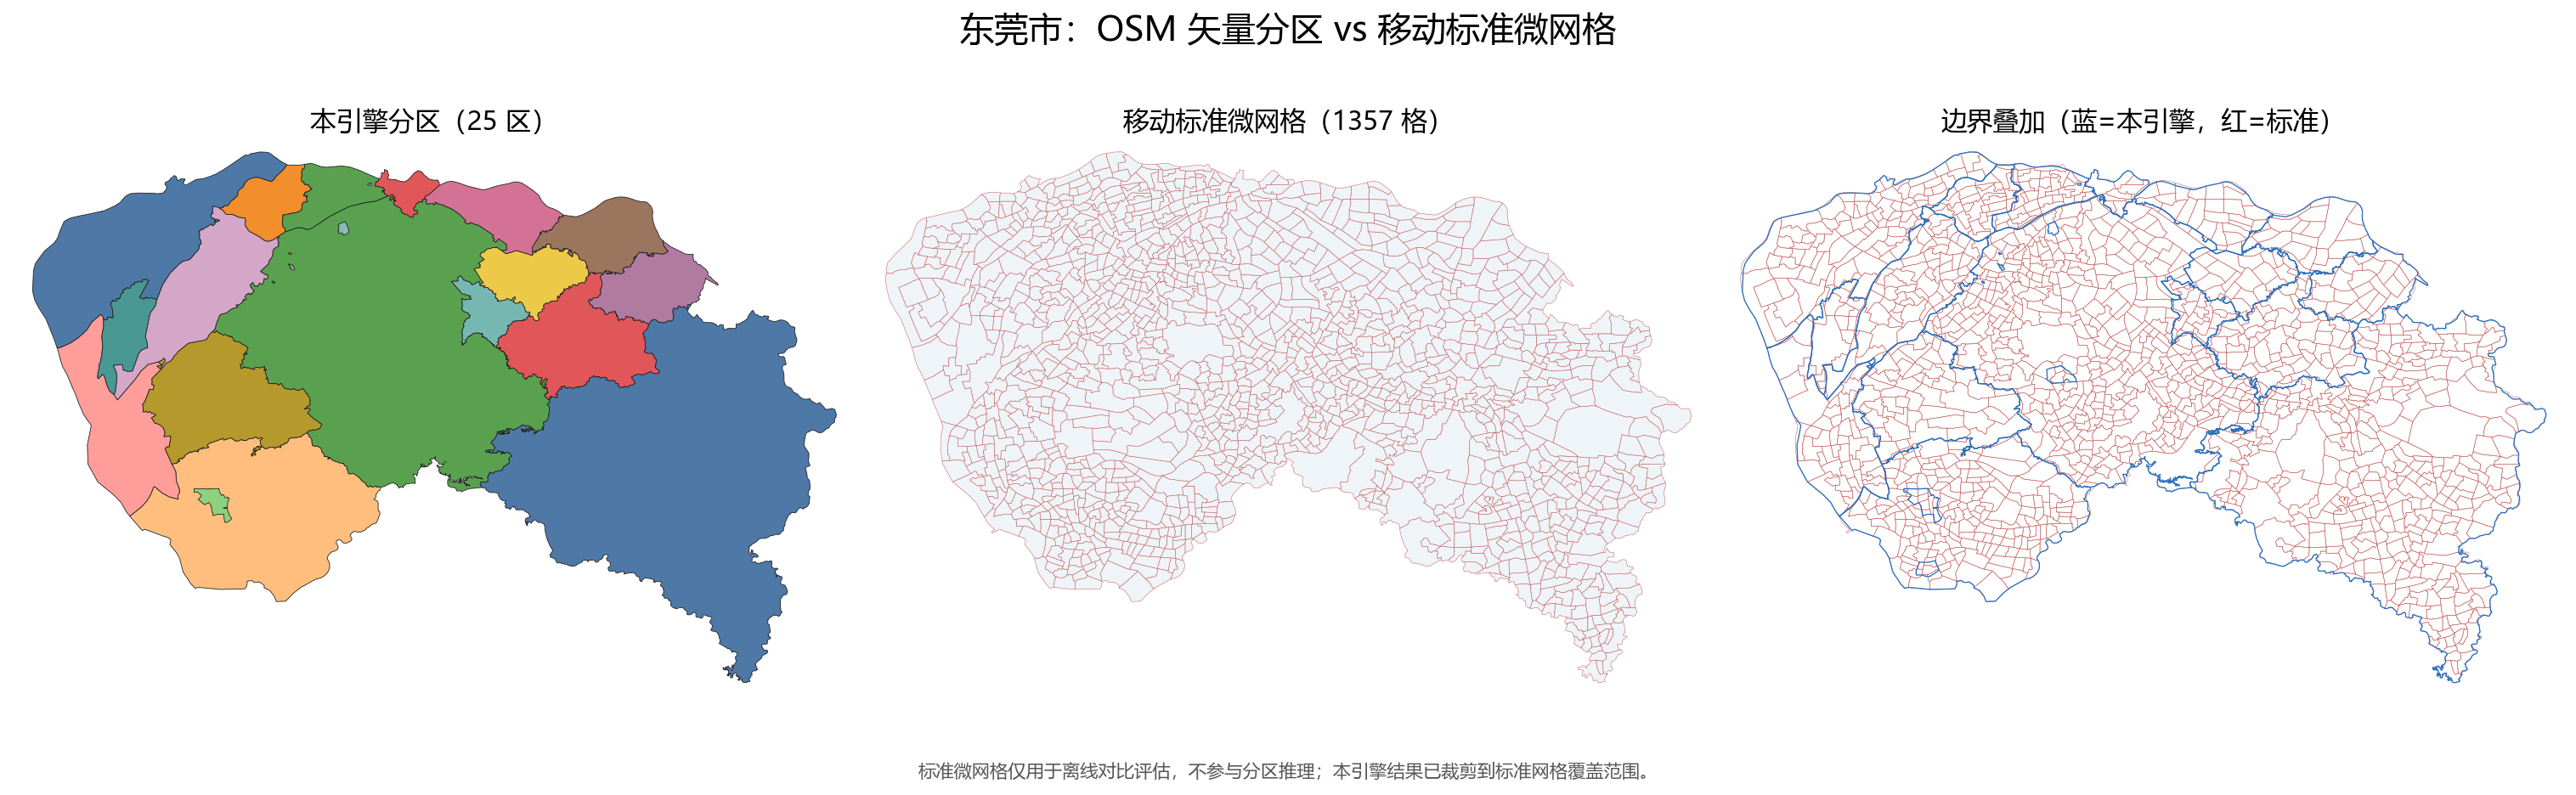 东莞市：OSM 矢量分区 vs 移动标准微网格
本引擎分区（25 区）
移动标准微网格（1357 格）
边界叠加（蓝=本引擎，红=标准）
标准微网格仅用于离线对比评估，不参与分区推理；本引擎结果已裁剪到标准网格覆盖范围。